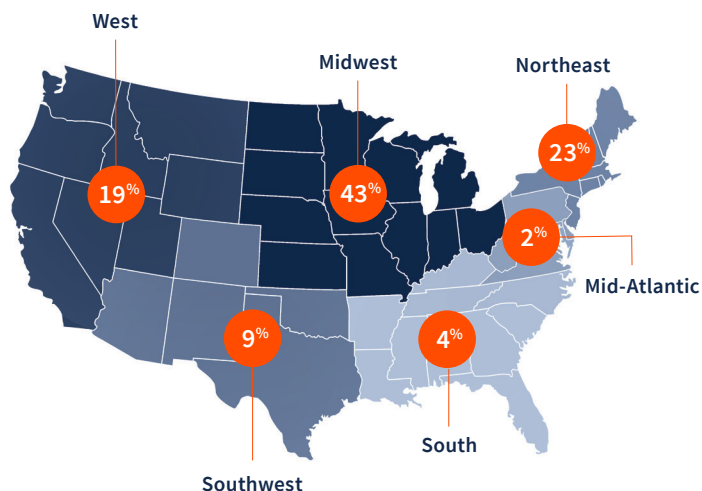 West
Midwest
Northeast
23%
19%
43%
2%
Mid-Atlantic
9%
4%
South
Southwest